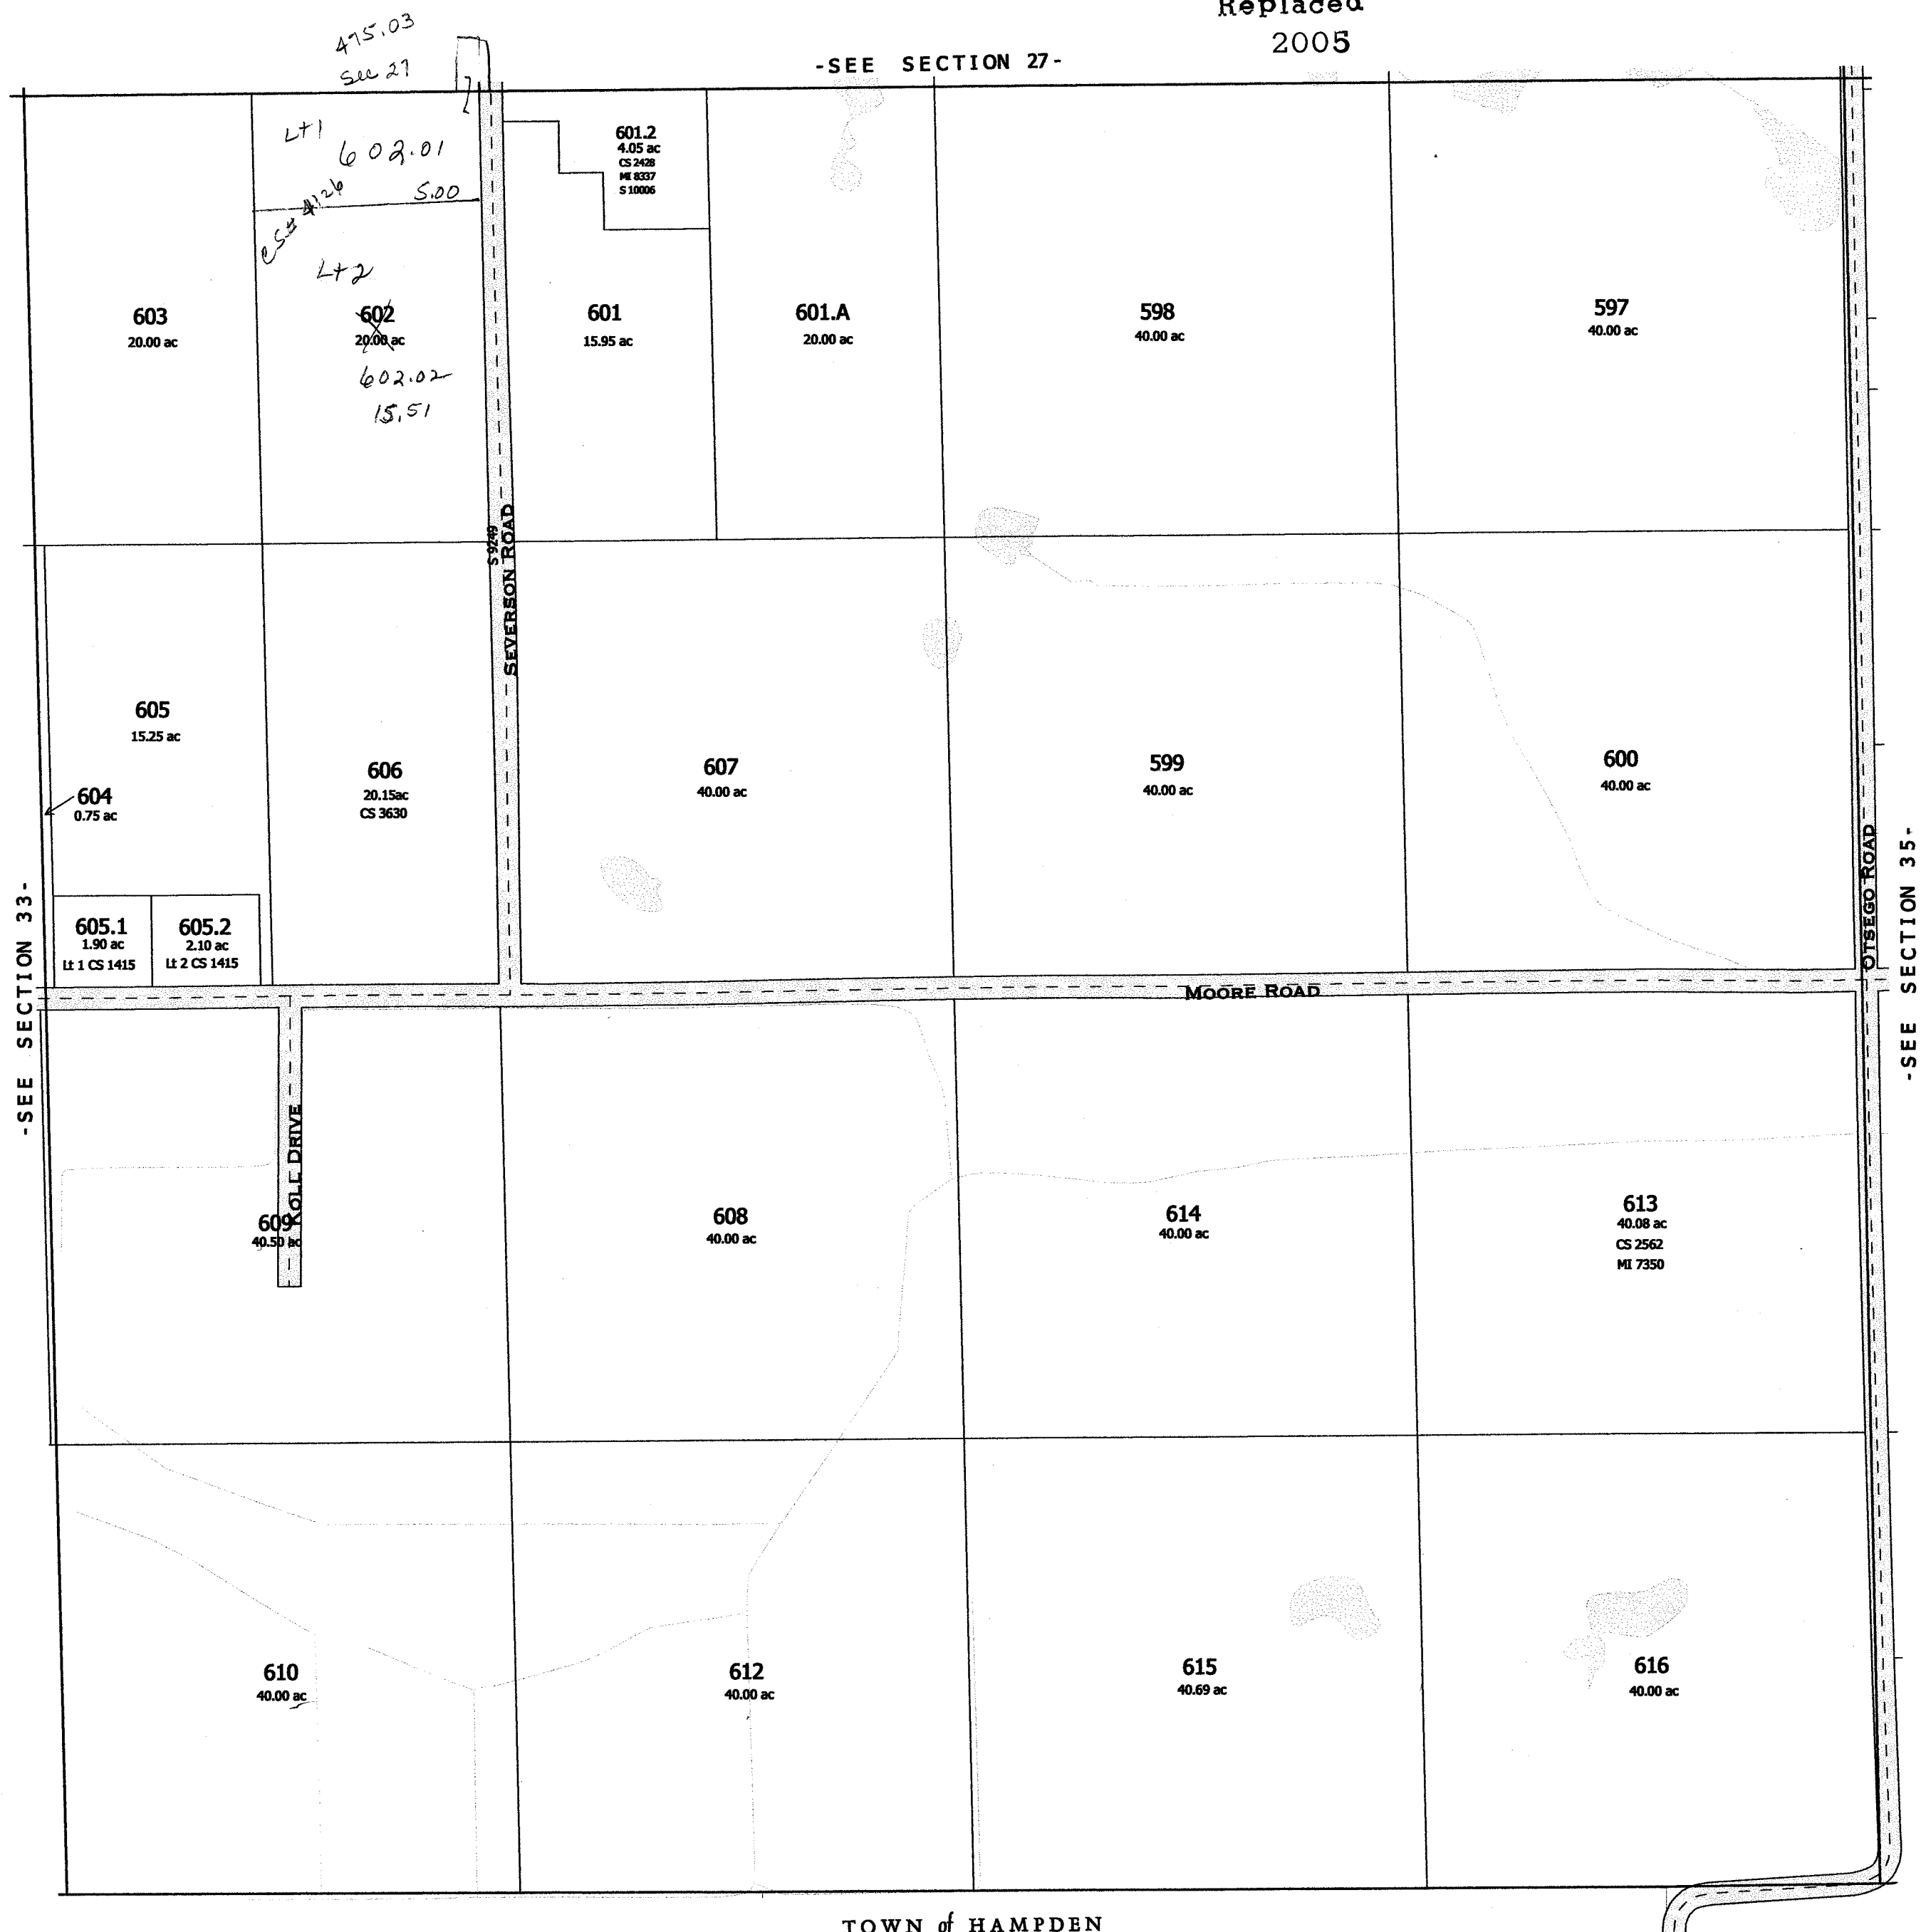 Replaced
2005
475.03
Sec 27
-SEE SECTION 27-
Lt 1
602.01
5.00
CS# 4126
Lt 2
601.2
4.05 ac
CS 2428
MI 8337
S 10006
603
20.00 ac
602
20.00 ac
602.02
15.51
601
15.95 ac
601.A
20.00 ac
598
40.00 ac
597
40.00 ac
S 9249
SEVERSON ROAD
605
15.25 ac
604
0.75 ac
606
20.15ac
CS 3630
607
40.00 ac
599
40.00 ac
600
40.00 ac
605.1
1.90 ac
Lt 1 CS 1415
605.2
2.10 ac
Lt 2 CS 1415
-SEE SECTION 33-
OTSEGO ROAD
-SEE SECTION 35-
MOORE ROAD
KOLL DRIVE
609
40.50 ac
608
40.00 ac
614
40.00 ac
613
40.08 ac
CS 2562
MI 7350
610
40.00 ac
612
40.00 ac
615
40.69 ac
616
40.00 ac
TOWN of HAMPDEN